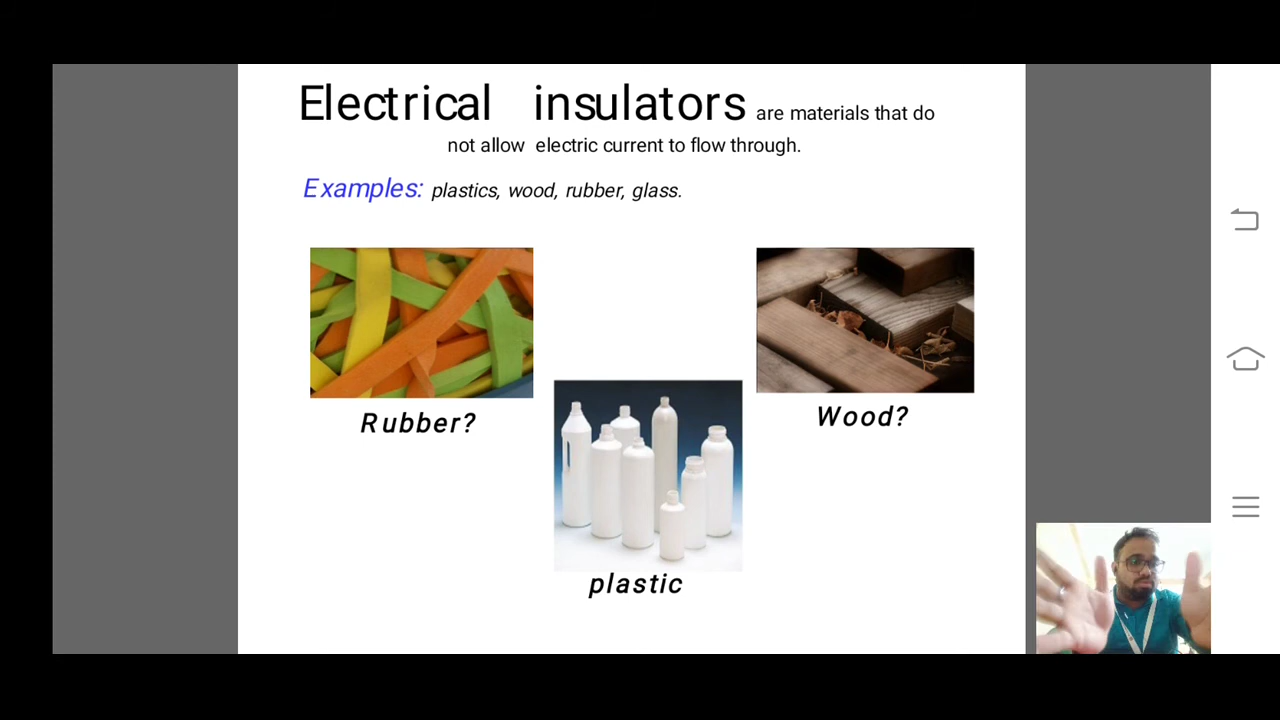 Electrical insulators are materials that do
not allow electric current to flow through.
Examples: plastics, wood, rubber, glass.
Rubber?
Wood?
plastic